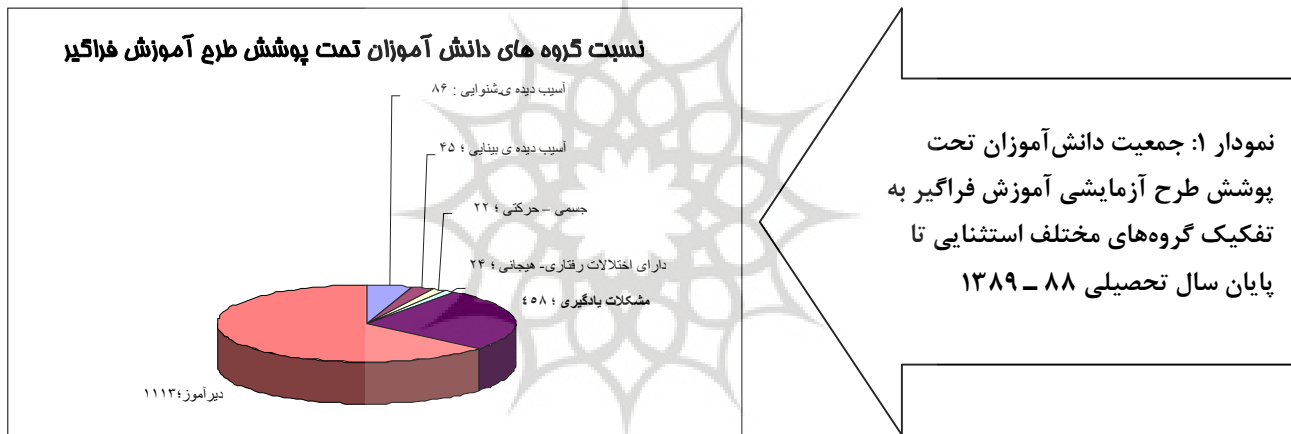 نسبت گروه های دانش آموزان تحت پوشش طرح آموزش فراگیر
آسیب دیده ی شنوایی : ۸۶
آسیب دیده ی بینایی ؛ ۴۵
جسمی – حرکتی ؛ ۲۲
دارای اختلالات رفتاری- هیجانی ؛ ۲۴
مشکلات یادگیری ؛ ٤٥٨
دیرآموز؛۱۱۱۳
نمودار ۱: جمعیت دانش‌آموزان تحت
پوشش طرح آزمایشی آموزش فراگیر به
تفکیک گروه‌های مختلف استثنایی تا
پایان سال تحصیلی ۸۸ ــ ۱۳۸۹